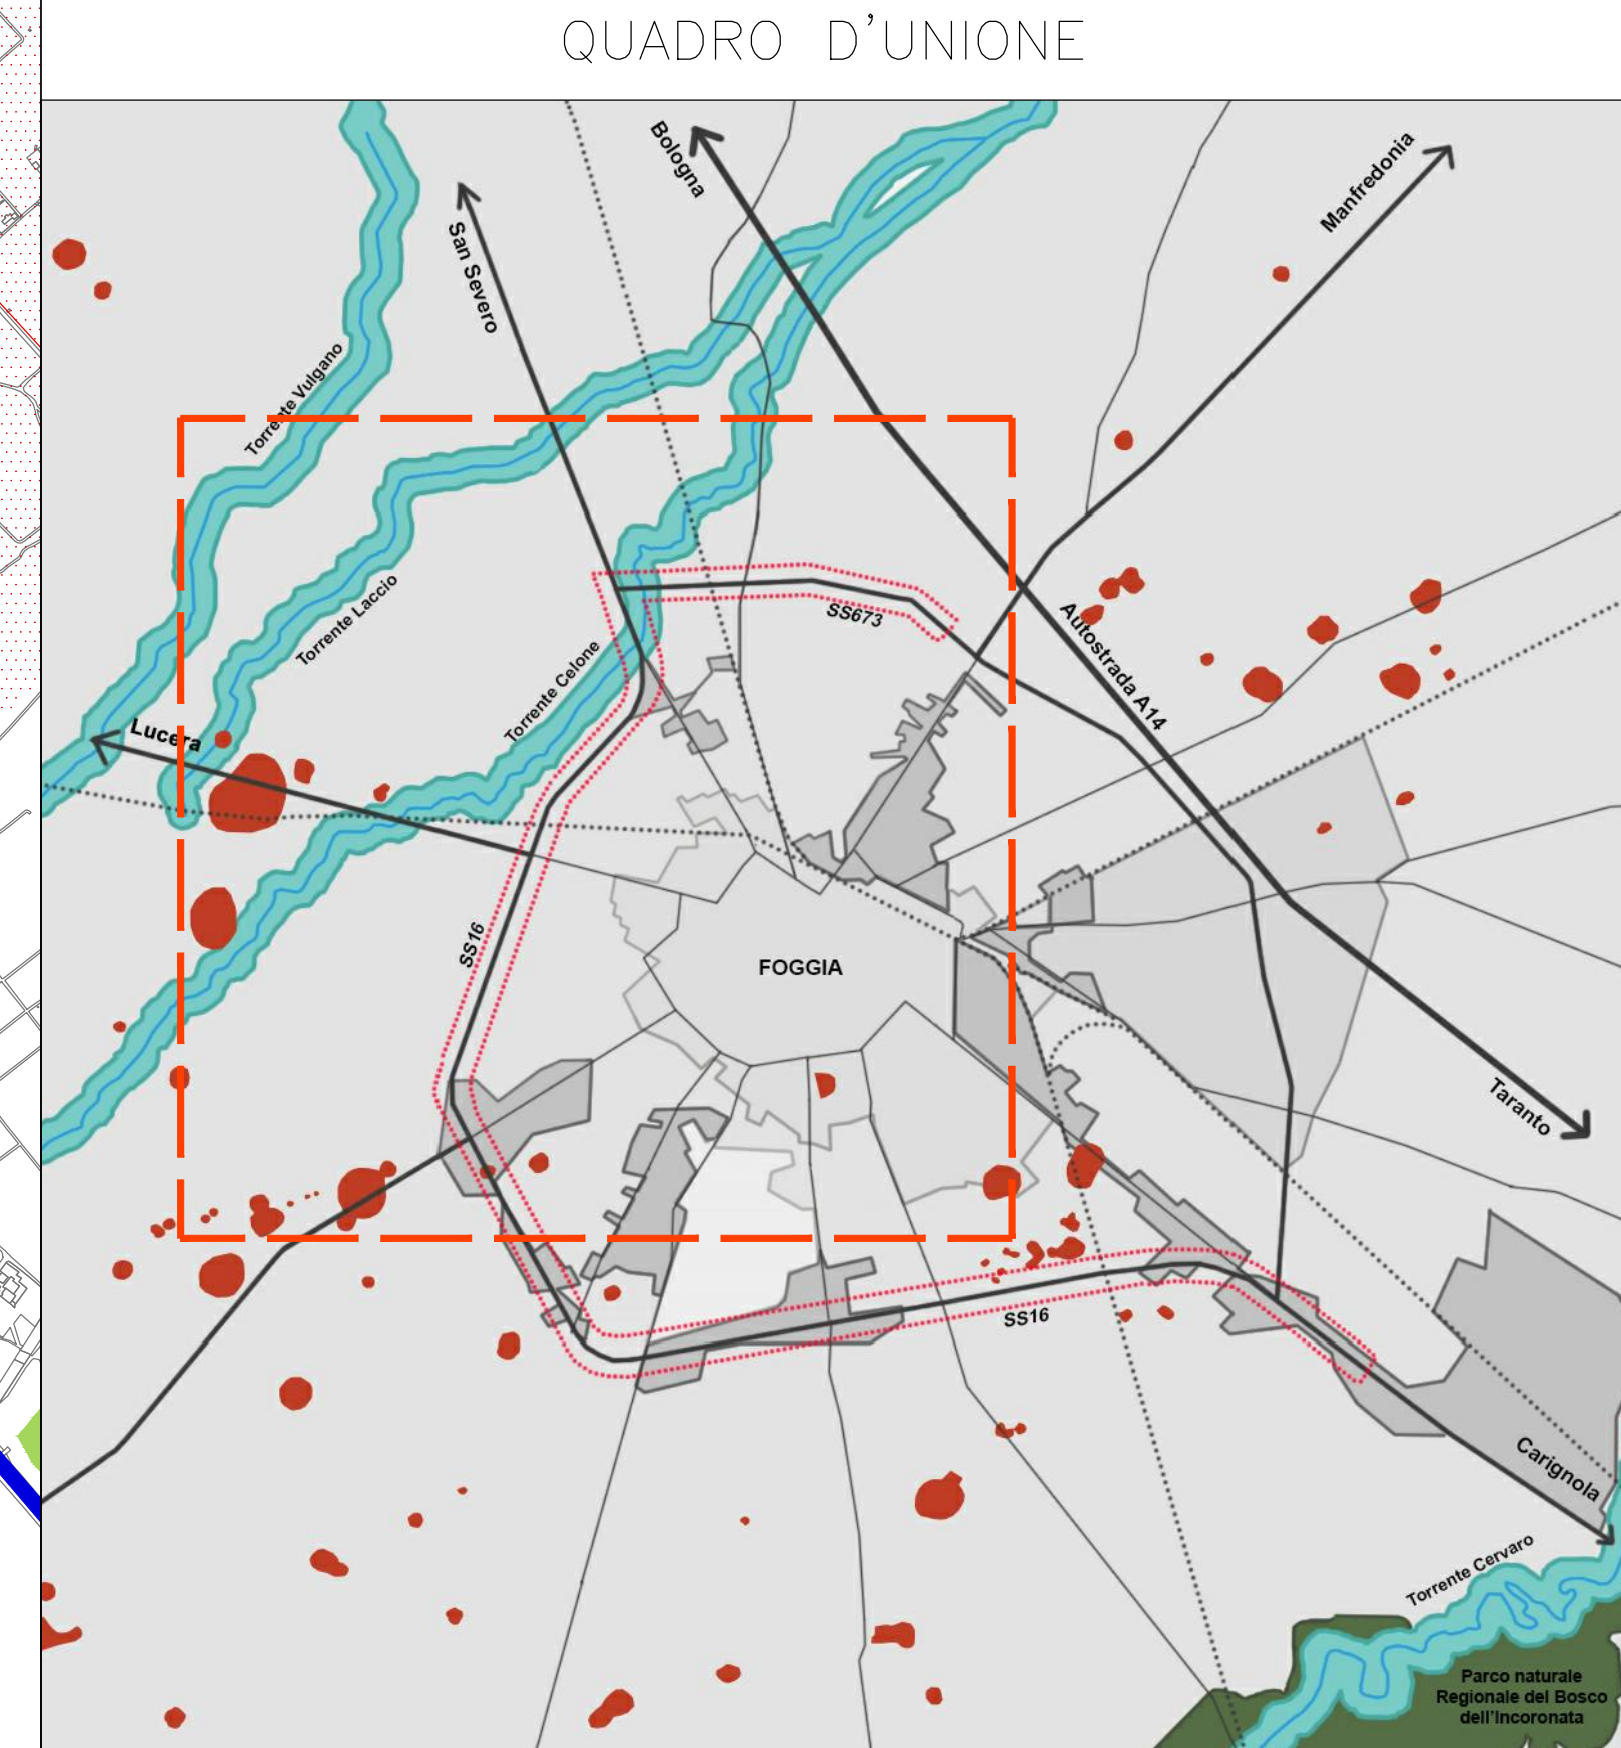 QUADRO D'UNIONE
Bologna
Manfredonia
San Severo
Torrente Vulgano
Torrente Laccio
SS673
Autostrada A14
Torrente Celone
Lucera
SS16
FOGGIA
Taranto
SS16
Carignola
Torrente Cervaro
Parco naturale
Regionale del Bosco
dell'Incoronata